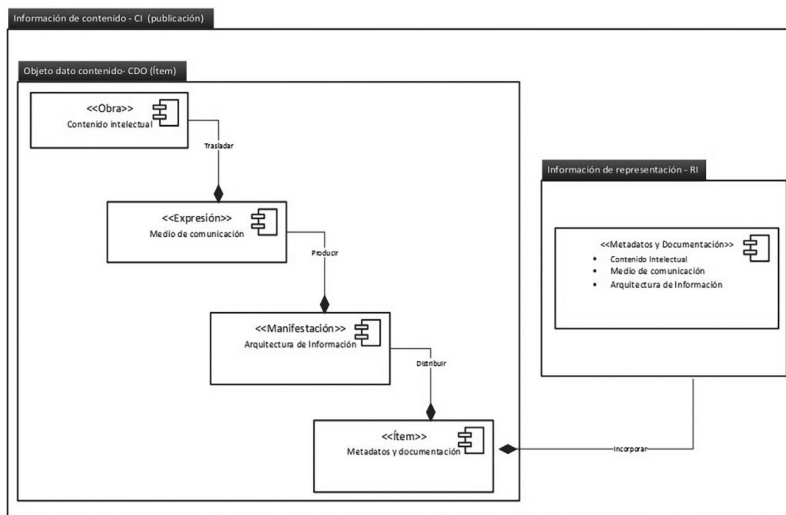 Información de contenido - CI (publicación)
Objeto dato contenido- CDO (Ítem)
<<Obra>>
Contenido intelectual
Trasladar
<<Expresión>>
Medio de comunicación
Producir
<<Manifestación>>
Arquitectura de Información
Distribuir
<<Ítem>>
Metadatos y documentación
Información de representación - RI
<<Metadatos y Documentación>>
• Contenido Intelectual
• Medio de comunicación
• Arquitectura de Información
Incorporar